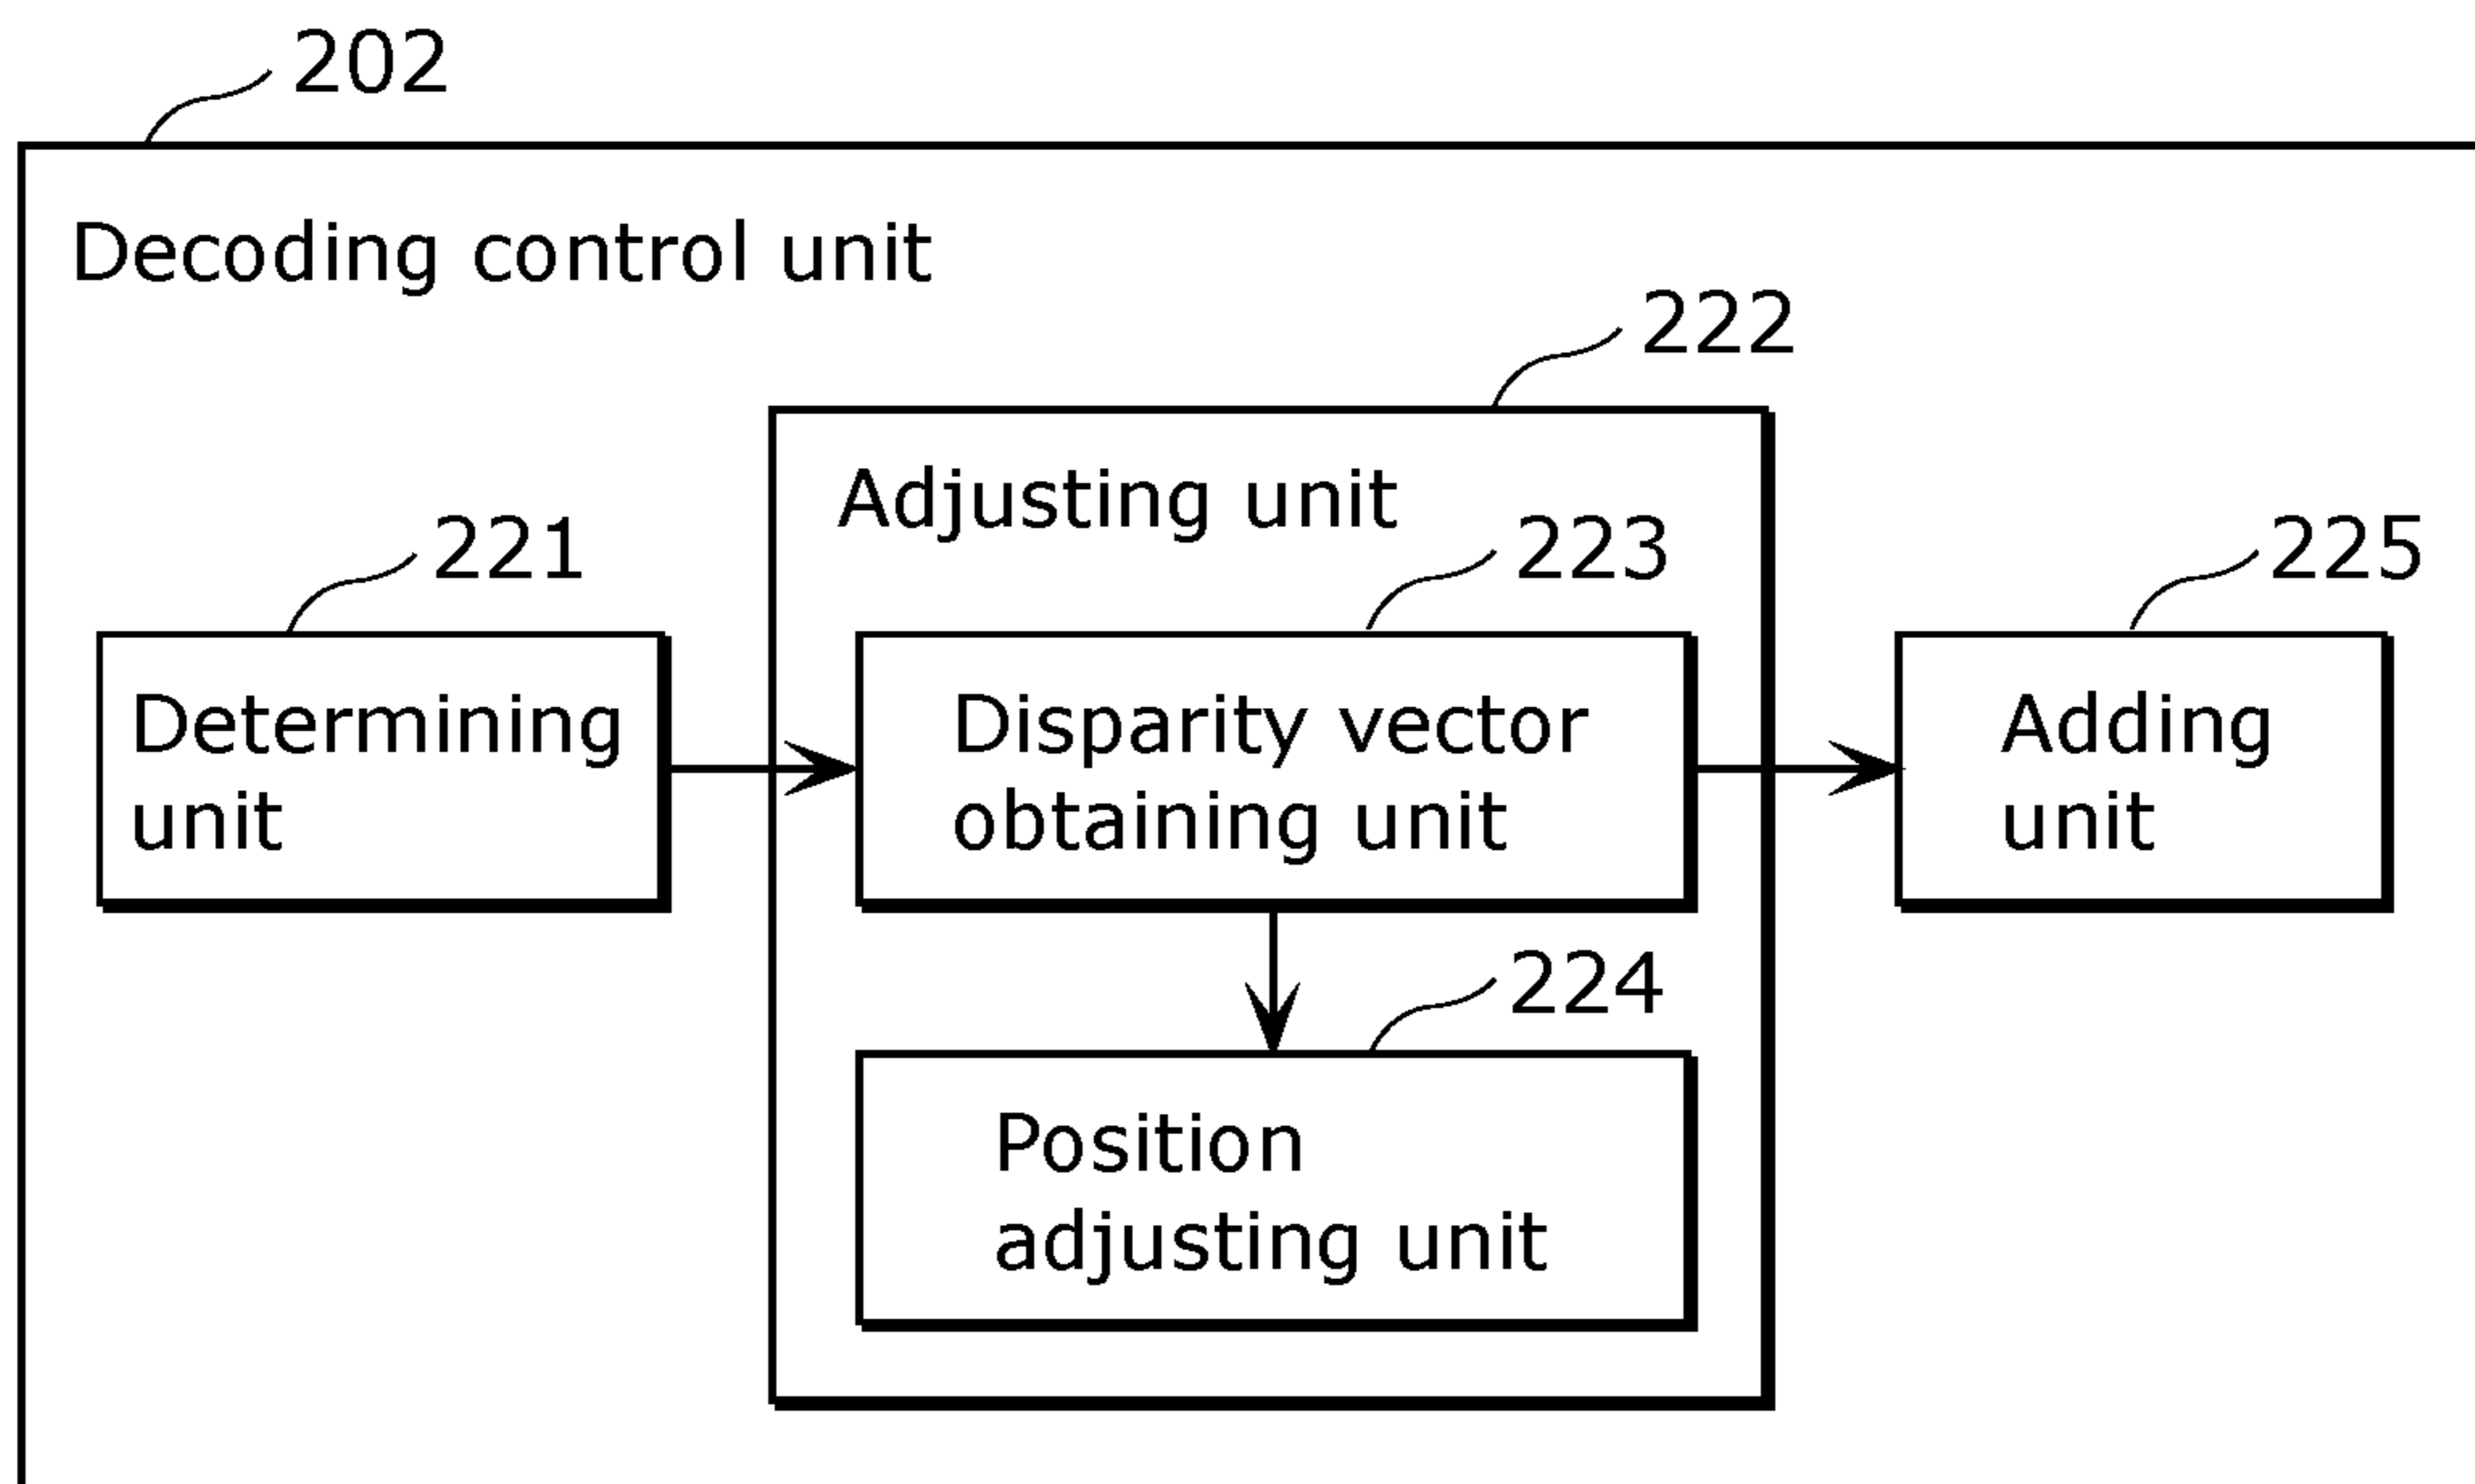 202
Decoding control unit
222
Adjusting unit
221
223
225
Determining
unit
Disparity vector
obtaining unit
Adding
unit
224
Position
adjusting unit